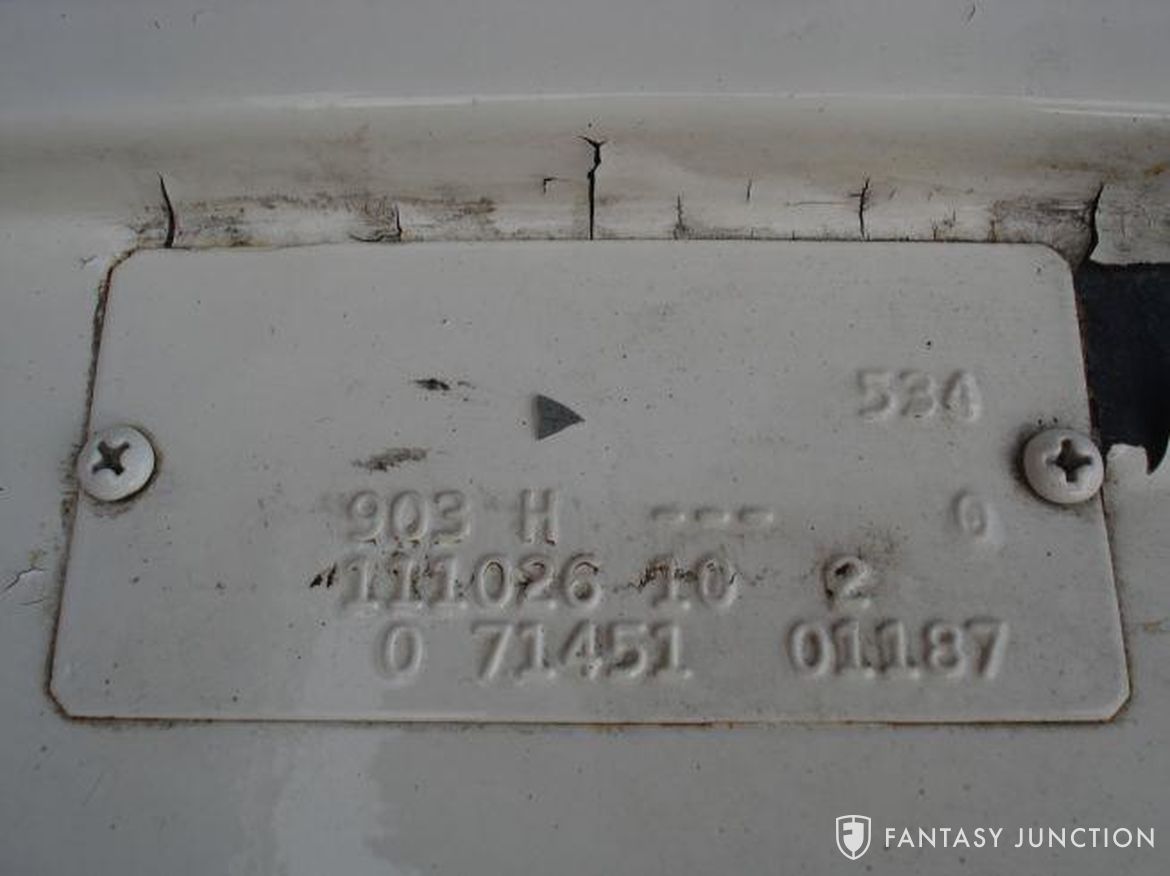 534
903 H --- 0
111026 10 2
0 71451 01187
FANTASY JUNCTION